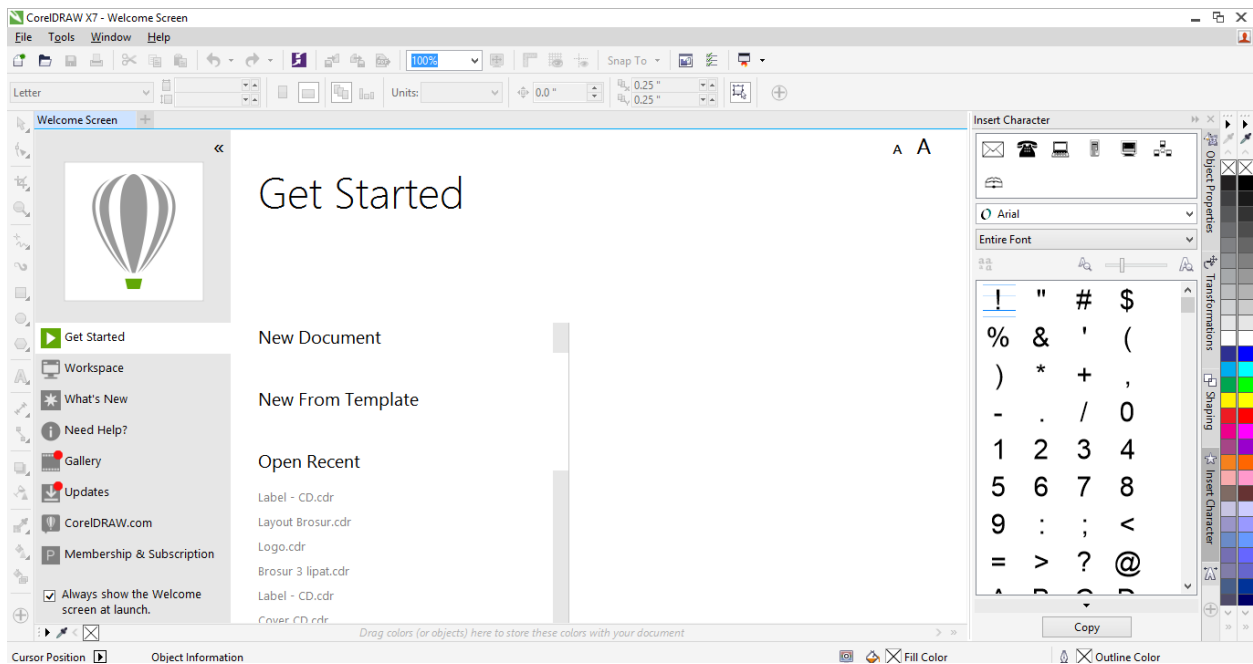 CorelDRAW X7 - Welcome Screen
File Tools Window Help
100% Snap To
Letter Units: 0.0 " 0.25 "
0.25 "
Welcome Screen
Insert Character
A A
Get Started
Arial
Entire Font
Get Started
Workspace
What's New
Need Help?
Gallery
Updates
CorelDRAW.com
Membership & Subscription
Always show the Welcome
screen at launch.
New Document
New From Template
Open Recent
Label - CD.cdr
Layout Brosur.cdr
Logo.cdr
Brosur 3 lipat.cdr
Label - CD.cdr
Cover CD.cdr
! " # $
% & ' (
) * + ,
- . / 0
1 2 3 4
5 6 7 8
9 : ; <
= > ? @
A B C D
Copy
Object Properties
Transformations
Shaping
Insert Character
Drag colors (or objects) here to store these colors with your document
Cursor Position Object Information Fill Color Outline Color